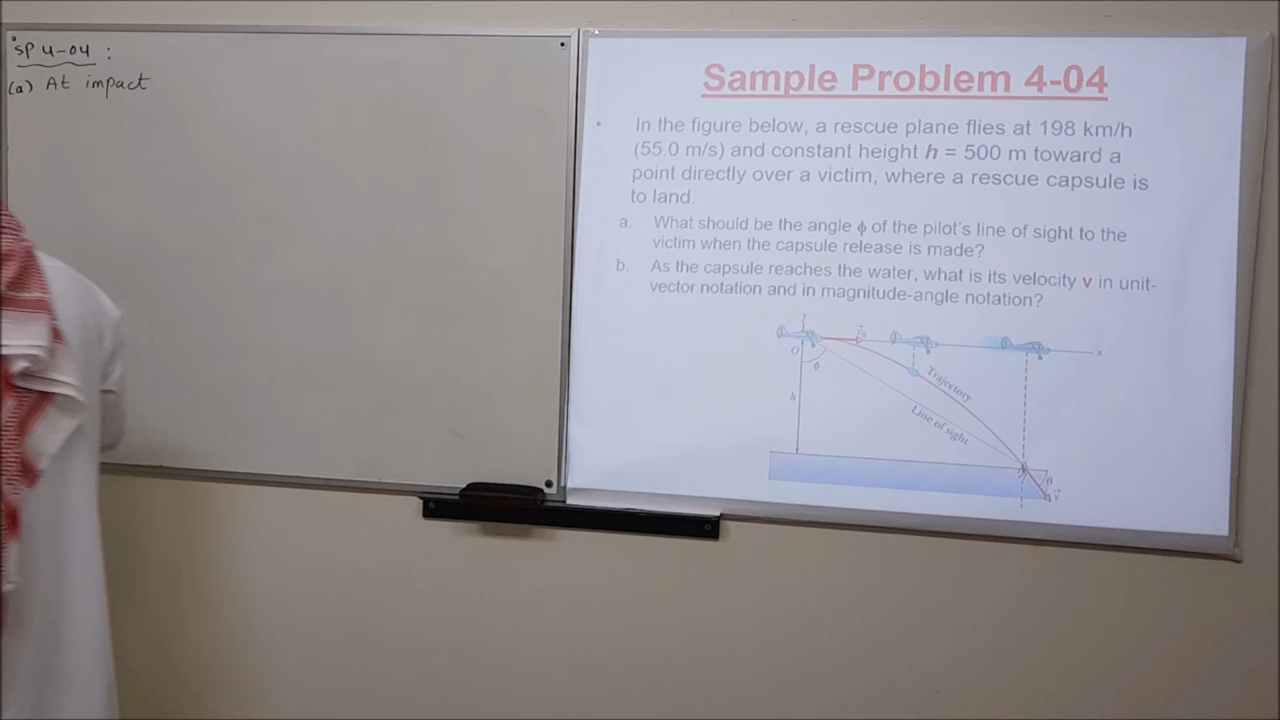 SP 4-04 :
(a) At impact
Sample Problem 4-04
• In the figure below, a rescue plane flies at 198 km/h
(55.0 m/s) and constant height h = 500 m toward a
point directly over a victim, where a rescue capsule is
to land.
a. What should be the angle ϕ of the pilot's line of sight to the
victim when the capsule release is made?
b. As the capsule reaches the water, what is its velocity v in unit-
vector notation and in magnitude-angle notation?
y
O
v⃗₀
x
ϕ
Trajectory
h
Line of sight
θ
v⃗